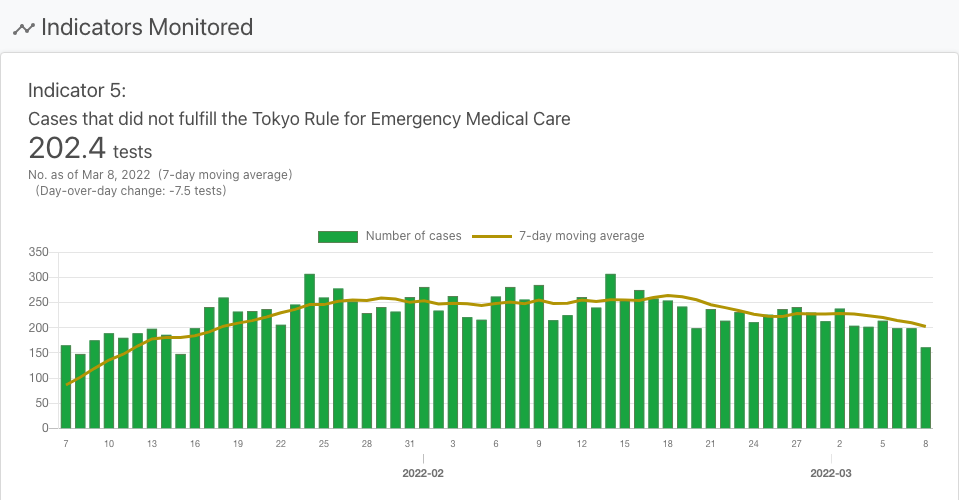 Indicators Monitored
Indicator 5:
Cases that did not fulfill the Tokyo Rule for Emergency Medical Care
202.4 tests
No. as of Mar 8, 2022 (7-day moving average)
(Day-over-day change: -7.5 tests)
Number of cases 7-day moving average
350
300
250
200
150
100
50
0
7 10 13 16 19 22 25 28 31 3 6 9 12 15 18 21 24 27 2 5 8
2022-02 2022-03